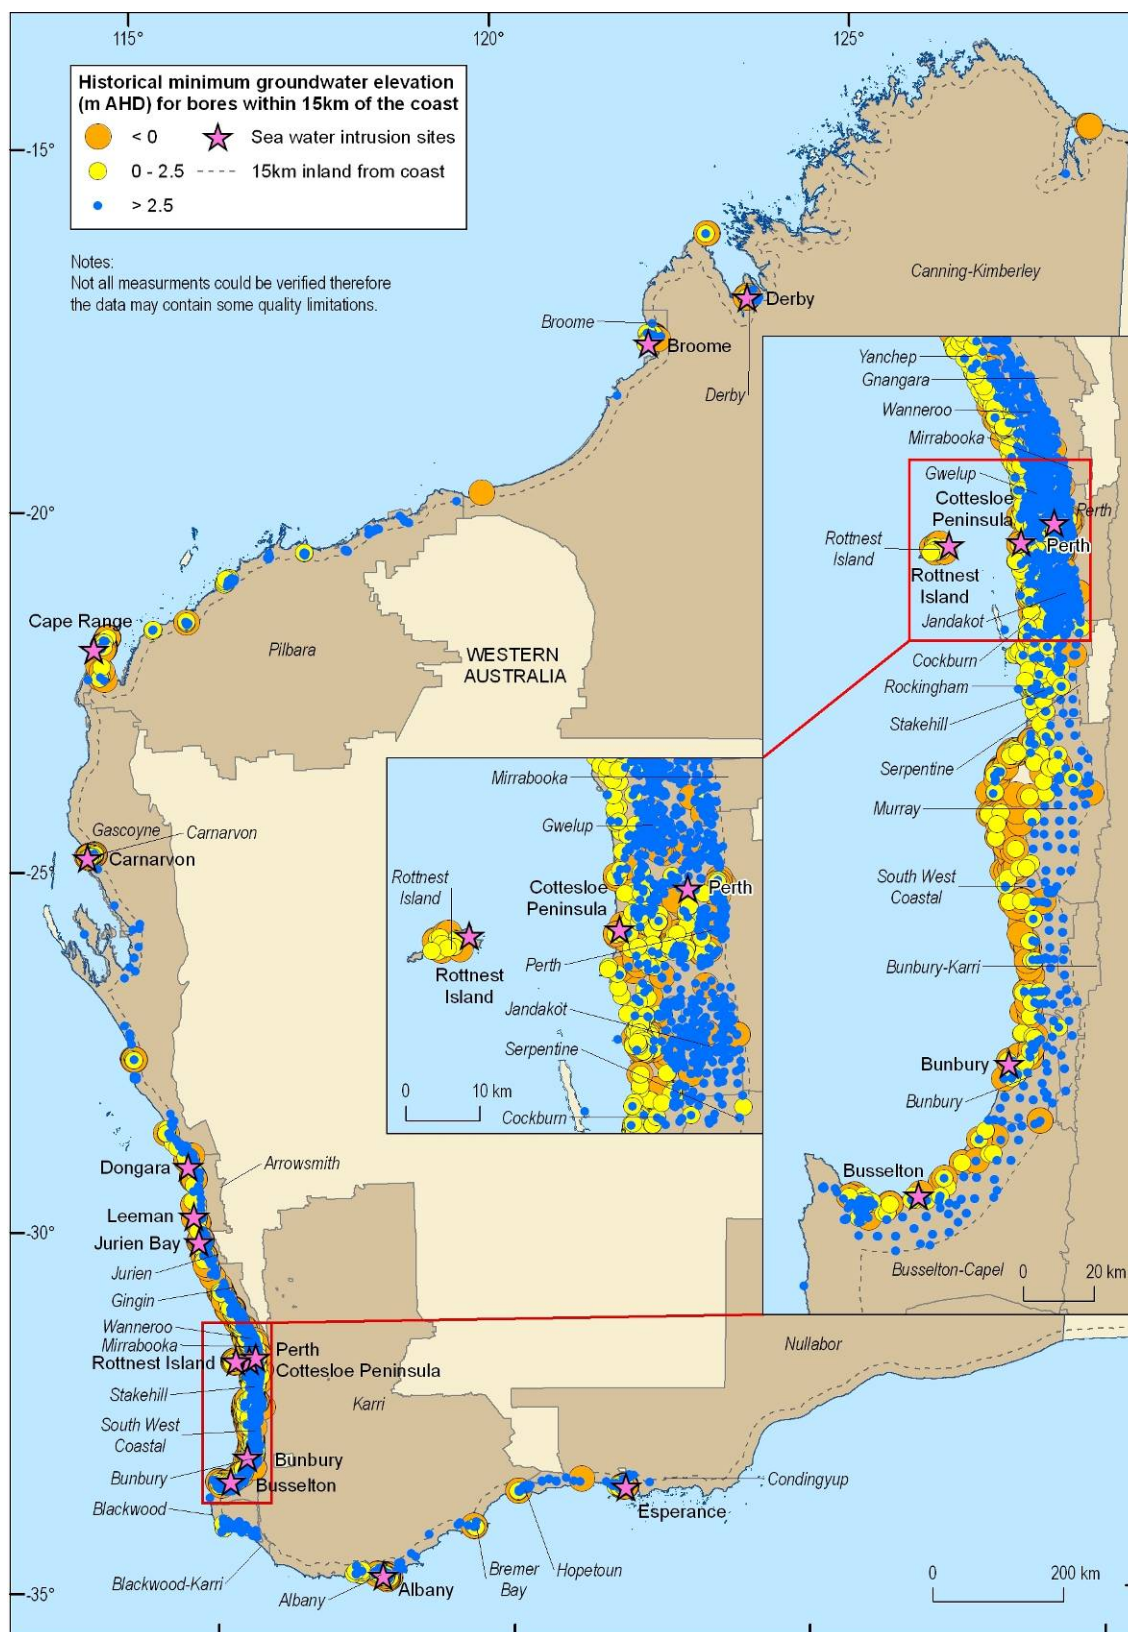 115°
120°
125°
Historical minimum groundwater elevation
(m AHD) for bores within 15km of the coast
< 0
Sea water intrusion sites
0 - 2.5
15km inland from coast
> 2.5
Notes:
Not all measurments could be verified therefore
the data may contain some quality limitations.
-15°
-20°
-25°
-30°
-35°
Canning-Kimberley
Derby
Broome
Broome
Derby
Cape Range
Pilbara
WESTERN
AUSTRALIA
Gascoyne
Carnarvon
Carnarvon
Dongara
Arrowsmith
Leeman
Jurien Bay
Jurien
Gingin
Wanneroo
Mirrabooka
Perth
Rottnest Island
Cottesloe Peninsula
Stakehill
Karri
South West
Coastal
Bunbury
Bunbury
Busselton
Blackwood
Blackwood-Karri
Albany
Albany
Bremer
Bay
Hopetoun
Esperance
Condingyup
Nullabor
0
200 km
Mirrabooka
Gwelup
Rottnest
Island
Cottesloe
Peninsula
Perth
Rottnest
Island
Perth
Jandakot
Serpentine
0
10 km
Cockburn
Yanchep
Gnangara
Wanneroo
Mirrabooka
Gwelup
Cottesloe
Peninsula
Perth
Rottnest
Island
Perth
Rottnest
Island
Jandakot
Cockburn
Rockingham
Stakehill
Serpentine
Murray
South West
Coastal
Bunbury-Karri
Bunbury
Bunbury
Busselton
Busselton-Capel
0
20 km